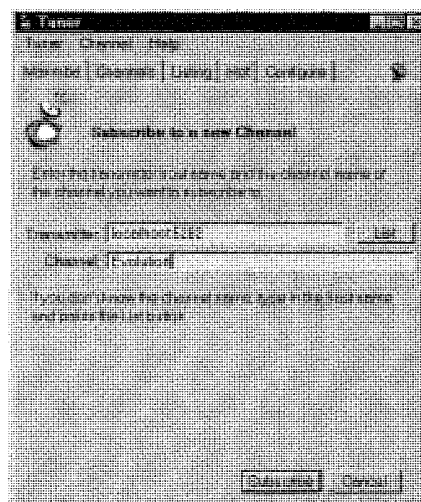 Tuner
Tuner Channel Help
Marimba Channels Listing Hot Configure
Subscribe to a new Channel
Enter the transmitter host name and the channel name of
the channel you want to subscribe to.
Transmitter: localhost:5282 List
Channel: Evolution
If you don't know the channel name, type in the host name
and press the List button.
Subscribe Cancel